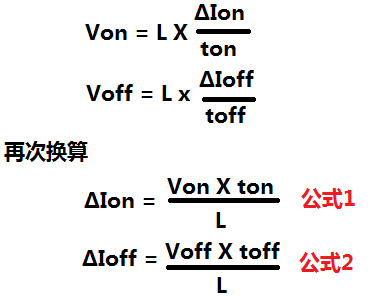 Von = L X ΔIon / ton
Voff = L x ΔIoff / toff
再次换算
ΔIon = Von X ton / L 公式1
ΔIoff = Voff X toff / L 公式2